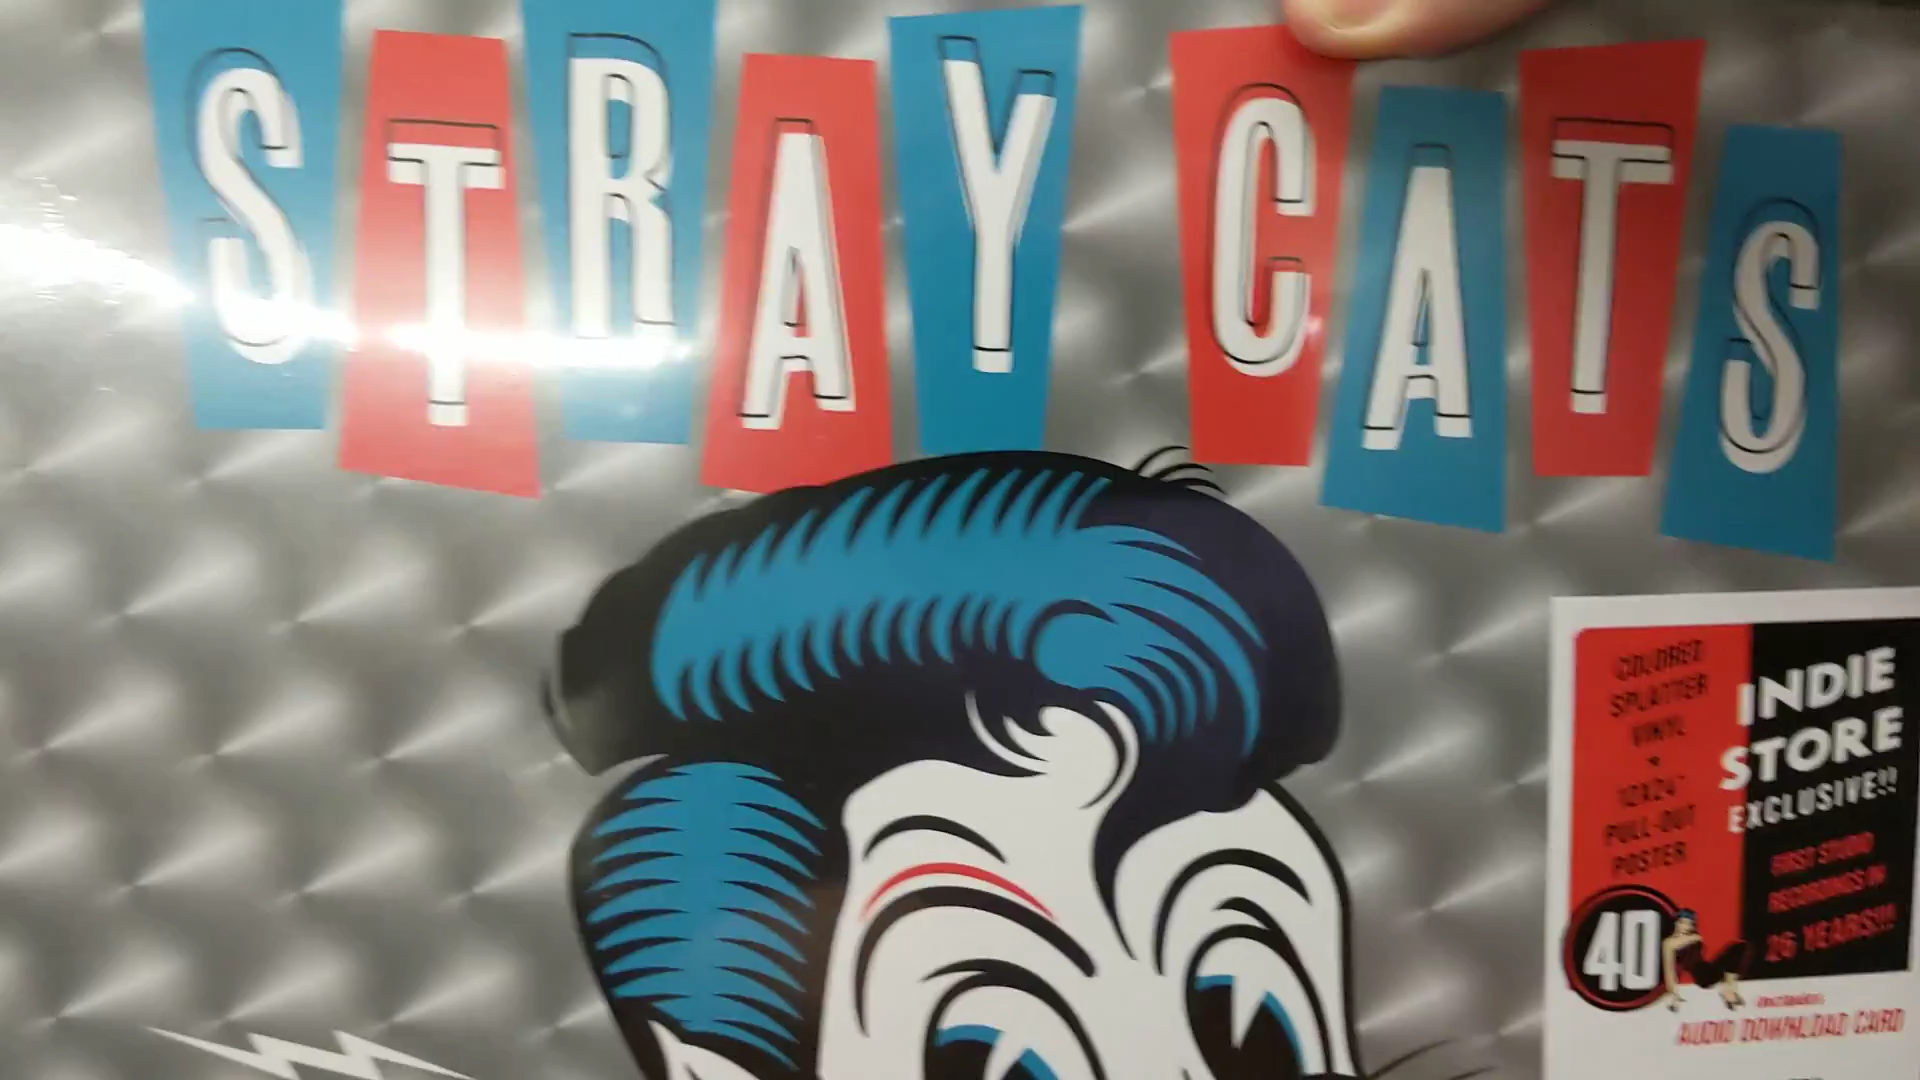 STRAY CATS
COLORED
SPLATTER
VINYL
+
12X24"
PULL-OUT
POSTER
INDIE
STORE
EXCLUSIVE!!
FIRST STUDIO
RECORDINGS IN
26 YEARS!!!
40
INCLUDES
AUDIO DOWNLOAD CARD